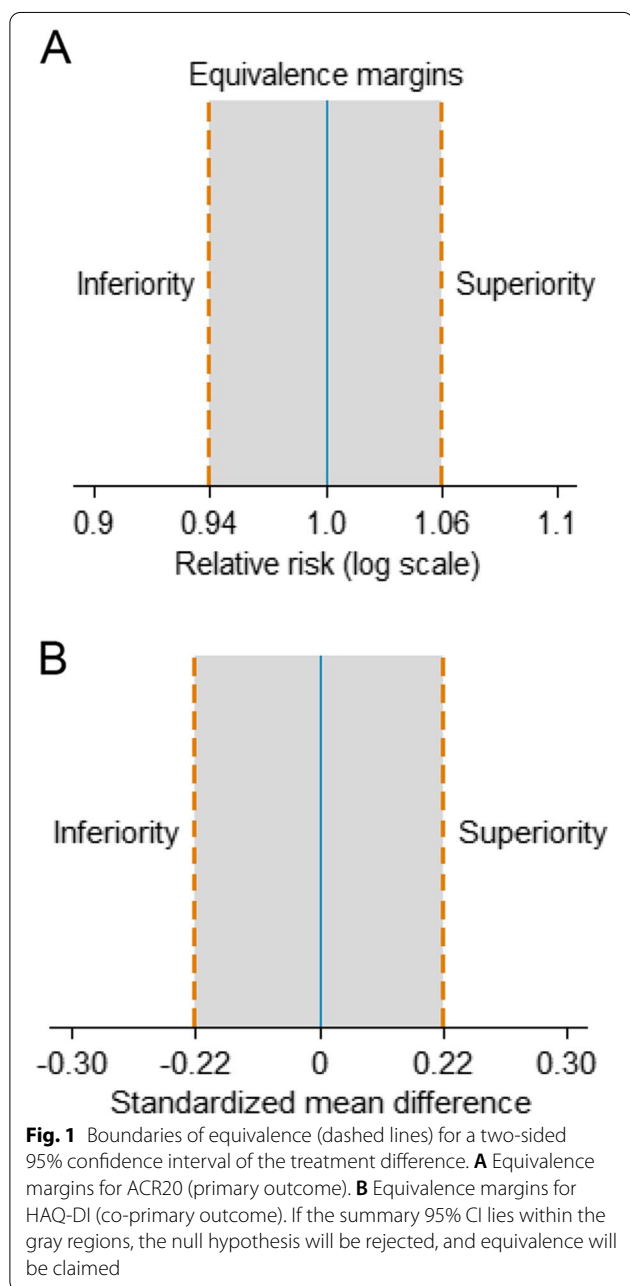 A
Equivalence margins
Inferiority
Superiority
0.9 0.94 1.0 1.06 1.1
Relative risk (log scale)
B
Inferiority
Superiority
-0.30 -0.22 0 0.22 0.30
Standardized mean difference
Fig. 1 Boundaries of equivalence (dashed lines) for a two-sided
95% confidence interval of the treatment difference. A Equivalence
margins for ACR20 (primary outcome). B Equivalence margins for
HAQ-DI (co-primary outcome). If the summary 95% CI lies within the
gray regions, the null hypothesis will be rejected, and equivalence will
be claimed